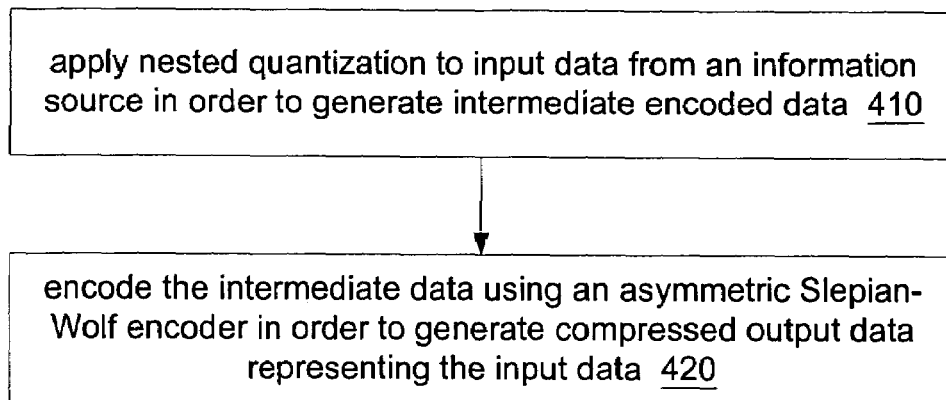 apply nested quantization to input data from an information
source in order to generate intermediate encoded data 410
encode the intermediate data using an asymmetric Slepian-
Wolf encoder in order to generate compressed output data
representing the input data 420